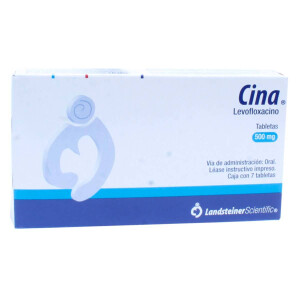 Cina®
Levofloxacino
Tabletas
500 mg
Vía de administración: Oral.
Léase instructivo impreso.
Caja con 7 tabletas
LandsteinerScientific®